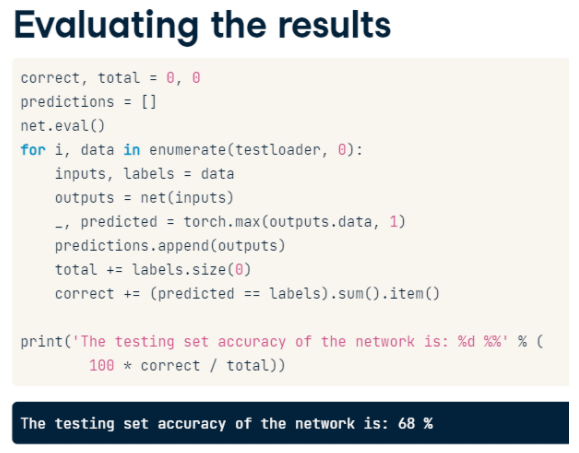 Evaluating the results
correct, total = 0, 0
predictions = []
net.eval()
for i, data in enumerate(testloader, 0):
    inputs, labels = data
    outputs = net(inputs)
    _, predicted = torch.max(outputs.data, 1)
    predictions.append(outputs)
    total += labels.size(0)
    correct += (predicted == labels).sum().item()
print('The testing set accuracy of the network is: %d %%' % (
        100 * correct / total))
The testing set accuracy of the network is: 68 %